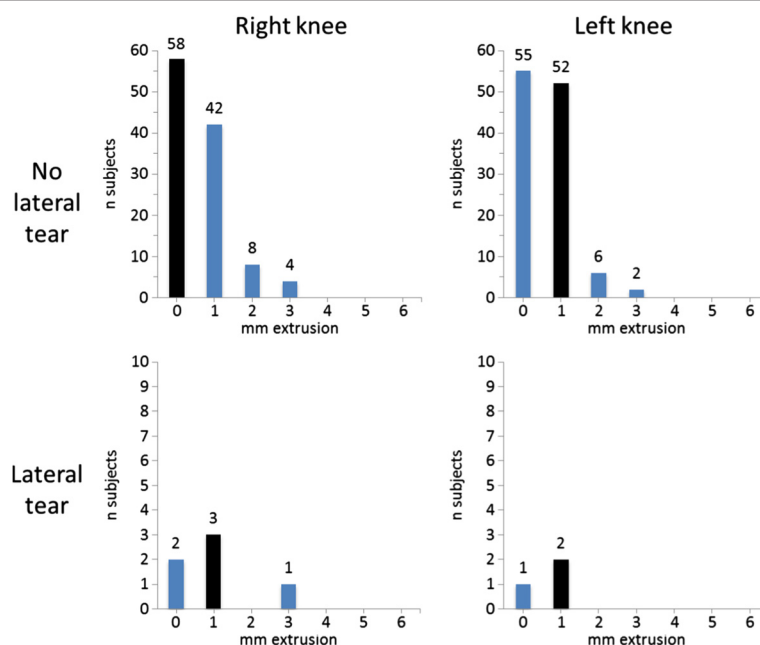 Right knee
Left knee
No
lateral
tear
n subjects
60
50
40
30
20
10
0
58
42
8
4
0 1 2 3 4 5 6
mm extrusion
n subjects
60
50
40
30
20
10
0
55
52
6
2
0 1 2 3 4 5 6
mm extrusion
Lateral
tear
n subjects
10
9
8
7
6
5
4
3
2
1
0
2
3
1
0 1 2 3 4 5 6
mm extrusion
n subjects
10
9
8
7
6
5
4
3
2
1
0
1
2
0 1 2 3 4 5 6
mm extrusion